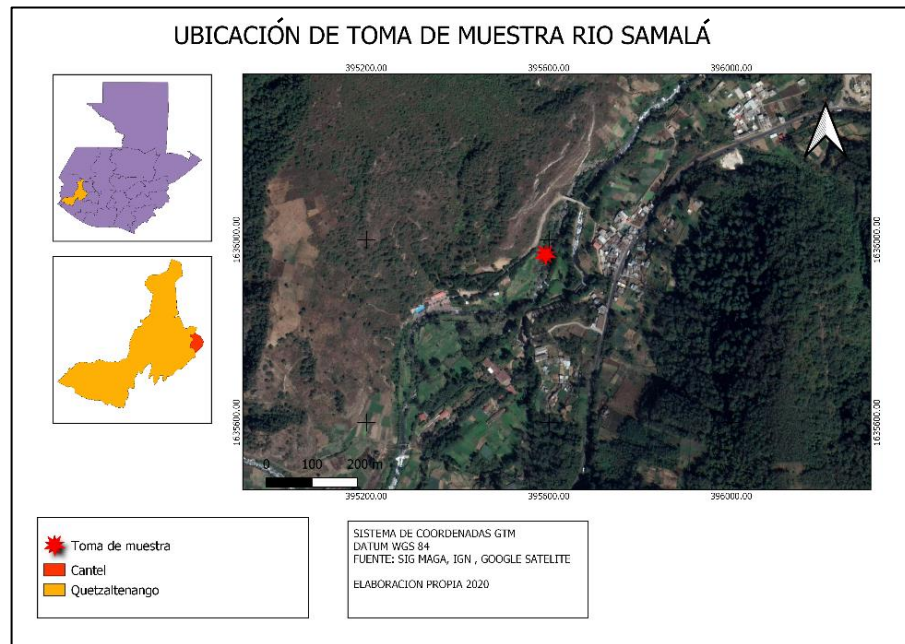 UBICACIÓN DE TOMA DE MUESTRA RIO SAMALÁ
395200.00 395600.00 396000.00
1636000.00 1636000.00
1635600.00 1635600.00
0 100 200 m
395200.00 395600.00 396000.00
Toma de muestra
Cantel
Quetzaltenango
SISTEMA DE COORDENADAS GTM
DATUM WGS 84
FUENTE: SIG MAGA, IGN , GOOGLE SATELITE
ELABORACION PROPIA 2020